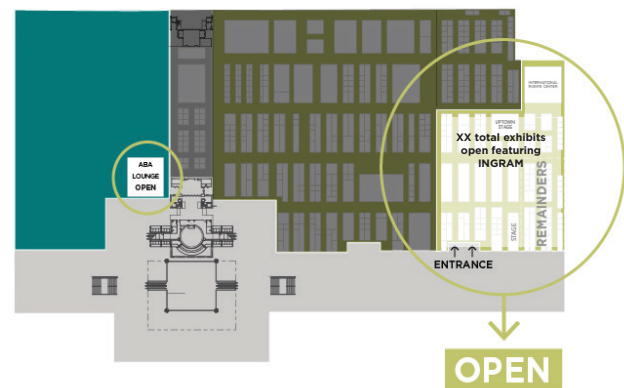 INTERNATIONAL
RIGHTS CENTER
UPTOWN
STAGE
XX total exhibits
open featuring
INGRAM
ABA
LOUNGE
OPEN
REMAINDERS
STAGE
ENTRANCE
OPEN